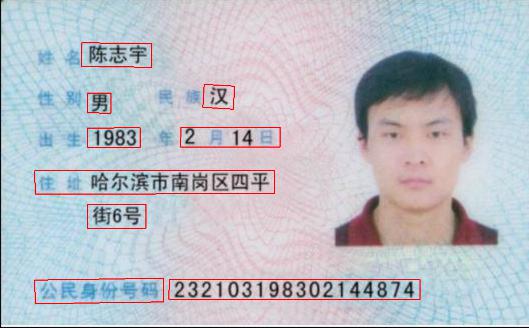 姓名 陈志宇
性别 男 民族 汉
出生 1983 年 2 月 14 日
住址 哈尔滨市南岗区四平
街6号
公民身份号码 232103198302144874